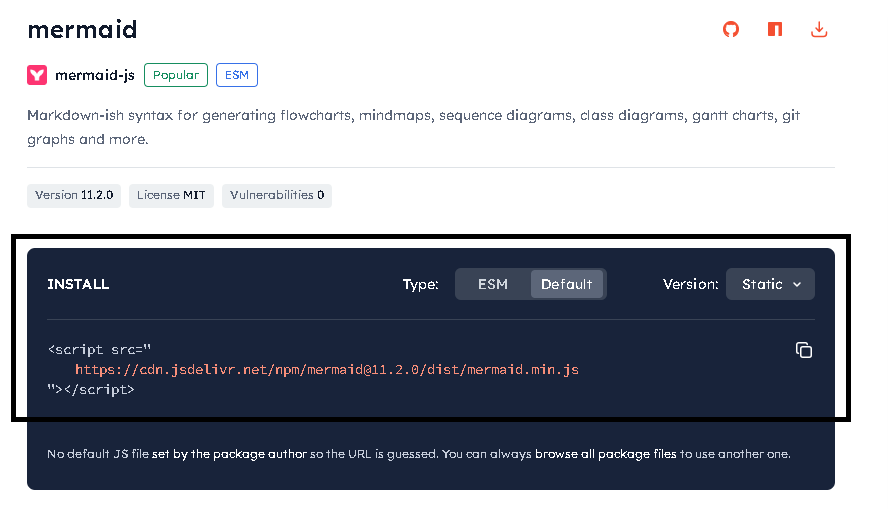 mermaid
mermaid-js Popular ESM
Markdown-ish syntax for generating flowcharts, mindmaps, sequence diagrams, class diagrams, gantt charts, git
graphs and more.
Version 11.2.0 License MIT Vulnerabilities 0
INSTALL Type: ESM Default Version: Static
<script src="
https://cdn.jsdelivr.net/npm/mermaid@11.2.0/dist/mermaid.min.js
"></script>
No default JS file set by the package author so the URL is guessed. You can always browse all package files to use another one.